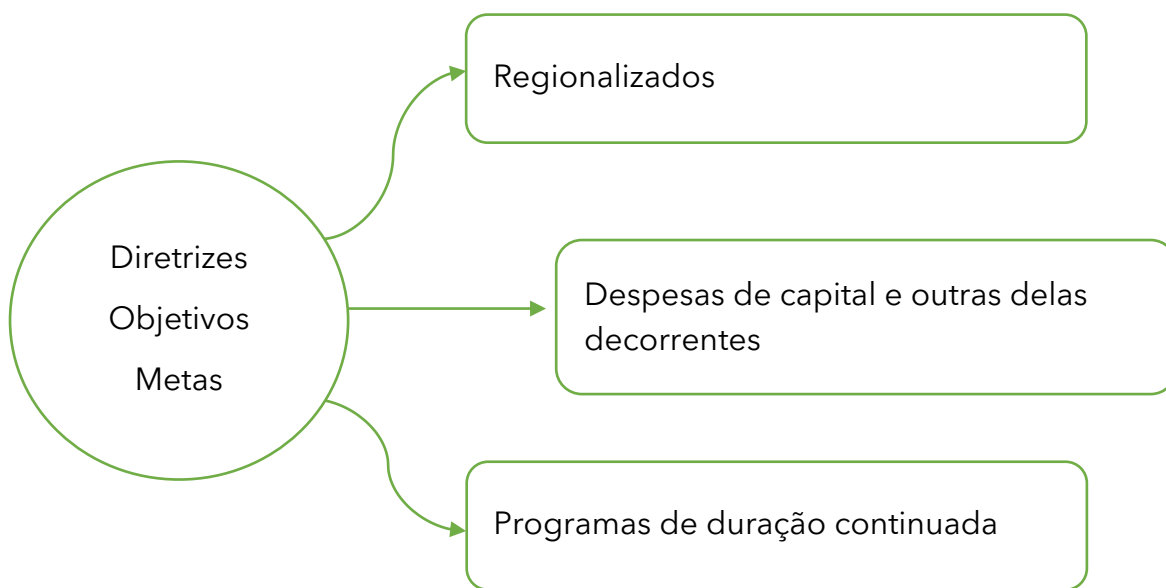 Regionalizados
Diretrizes
Objetivos
Metas
Despesas de capital e outras delas
decorrentes
Programas de duração continuada